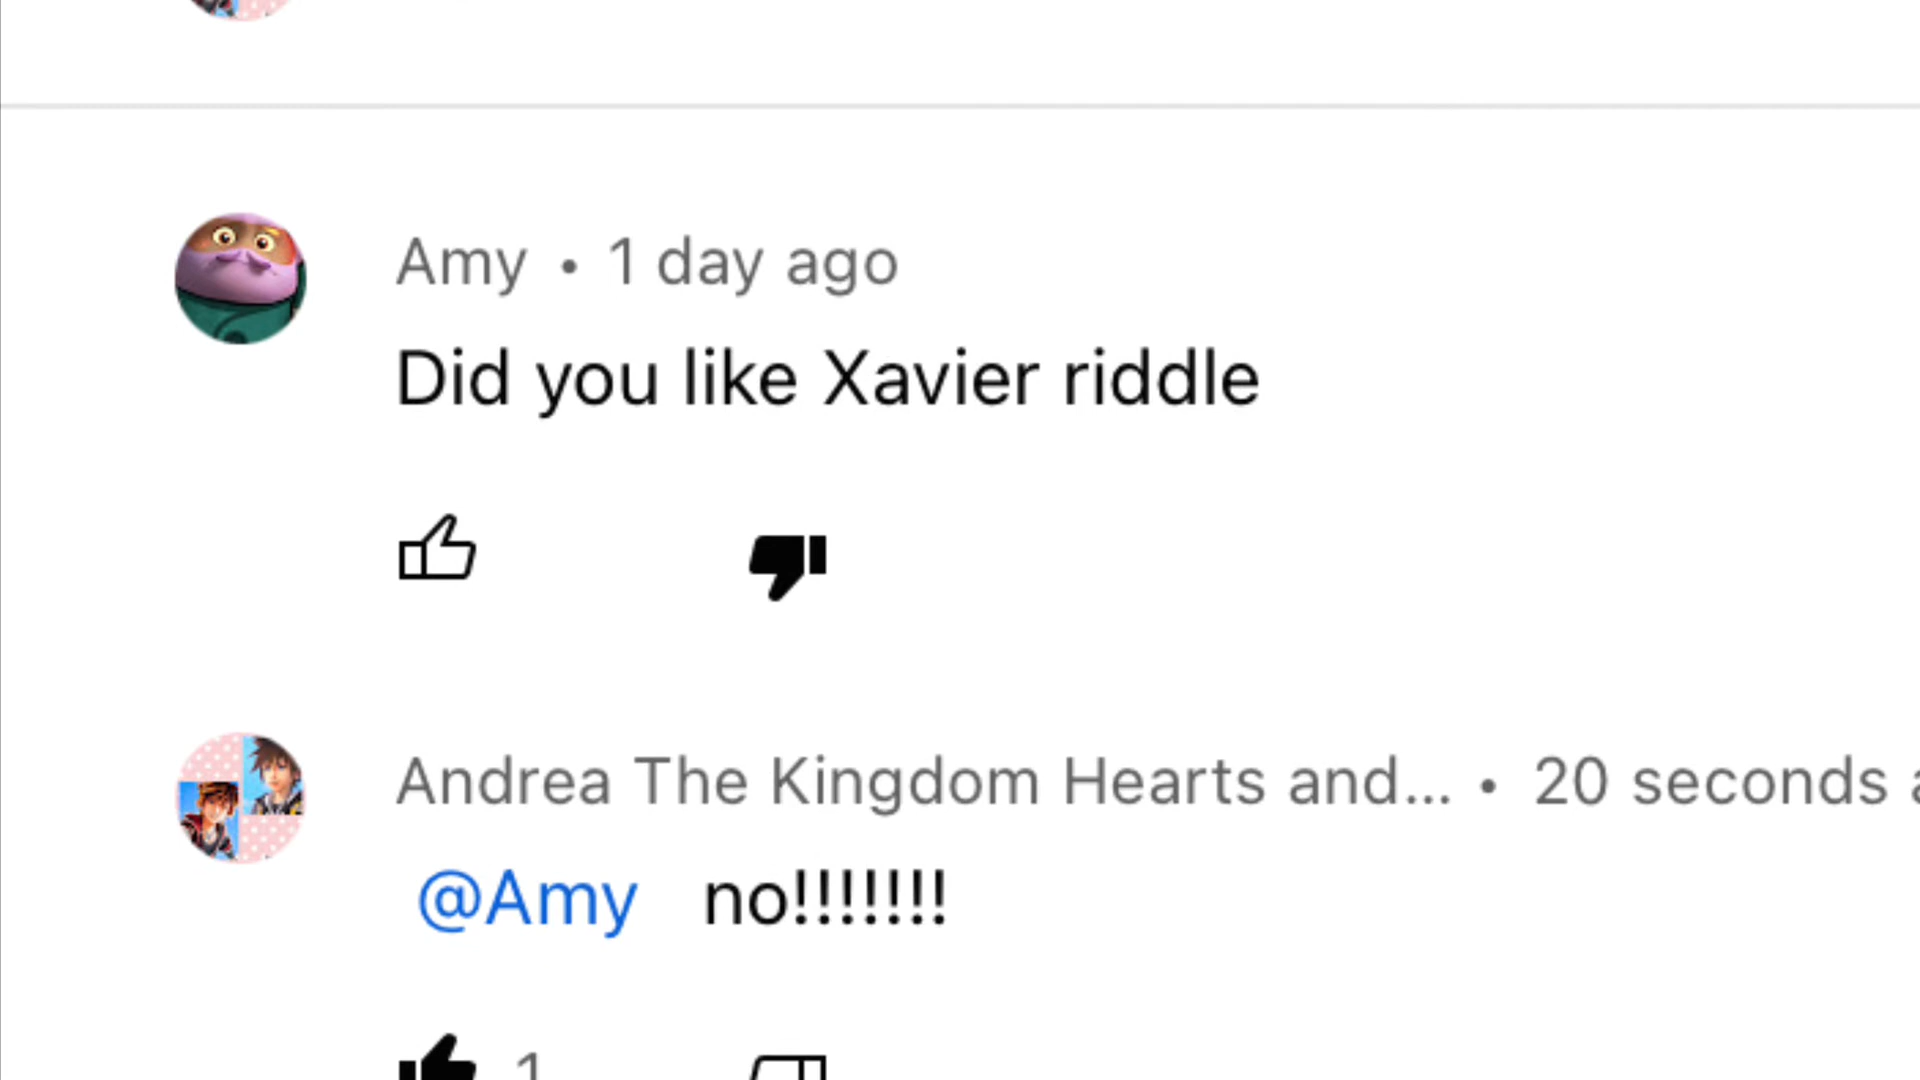 Amy • 1 day ago
Did you like Xavier riddle
Andrea The Kingdom Hearts and... • 20 seconds
@Amy no!!!!!!!
1